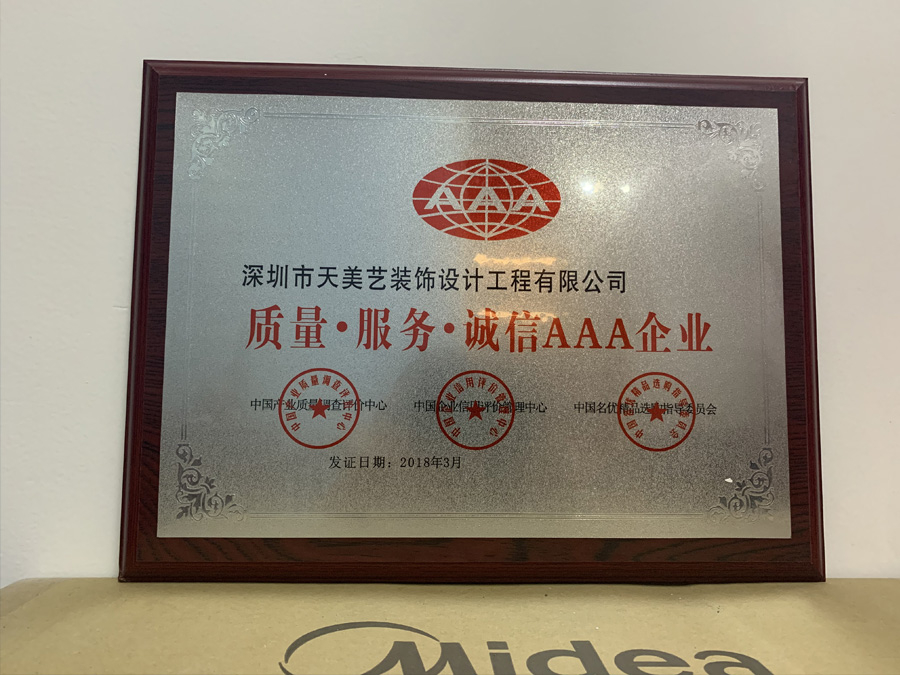 AAA
深圳市天美艺装饰设计工程有限公司
质量·服务·诚信AAA企业
中国产业质量调查评价中心
中国企业信用评价管理中心
中国名优精品选购指导委员会
发证日期：2018年3月
Midea